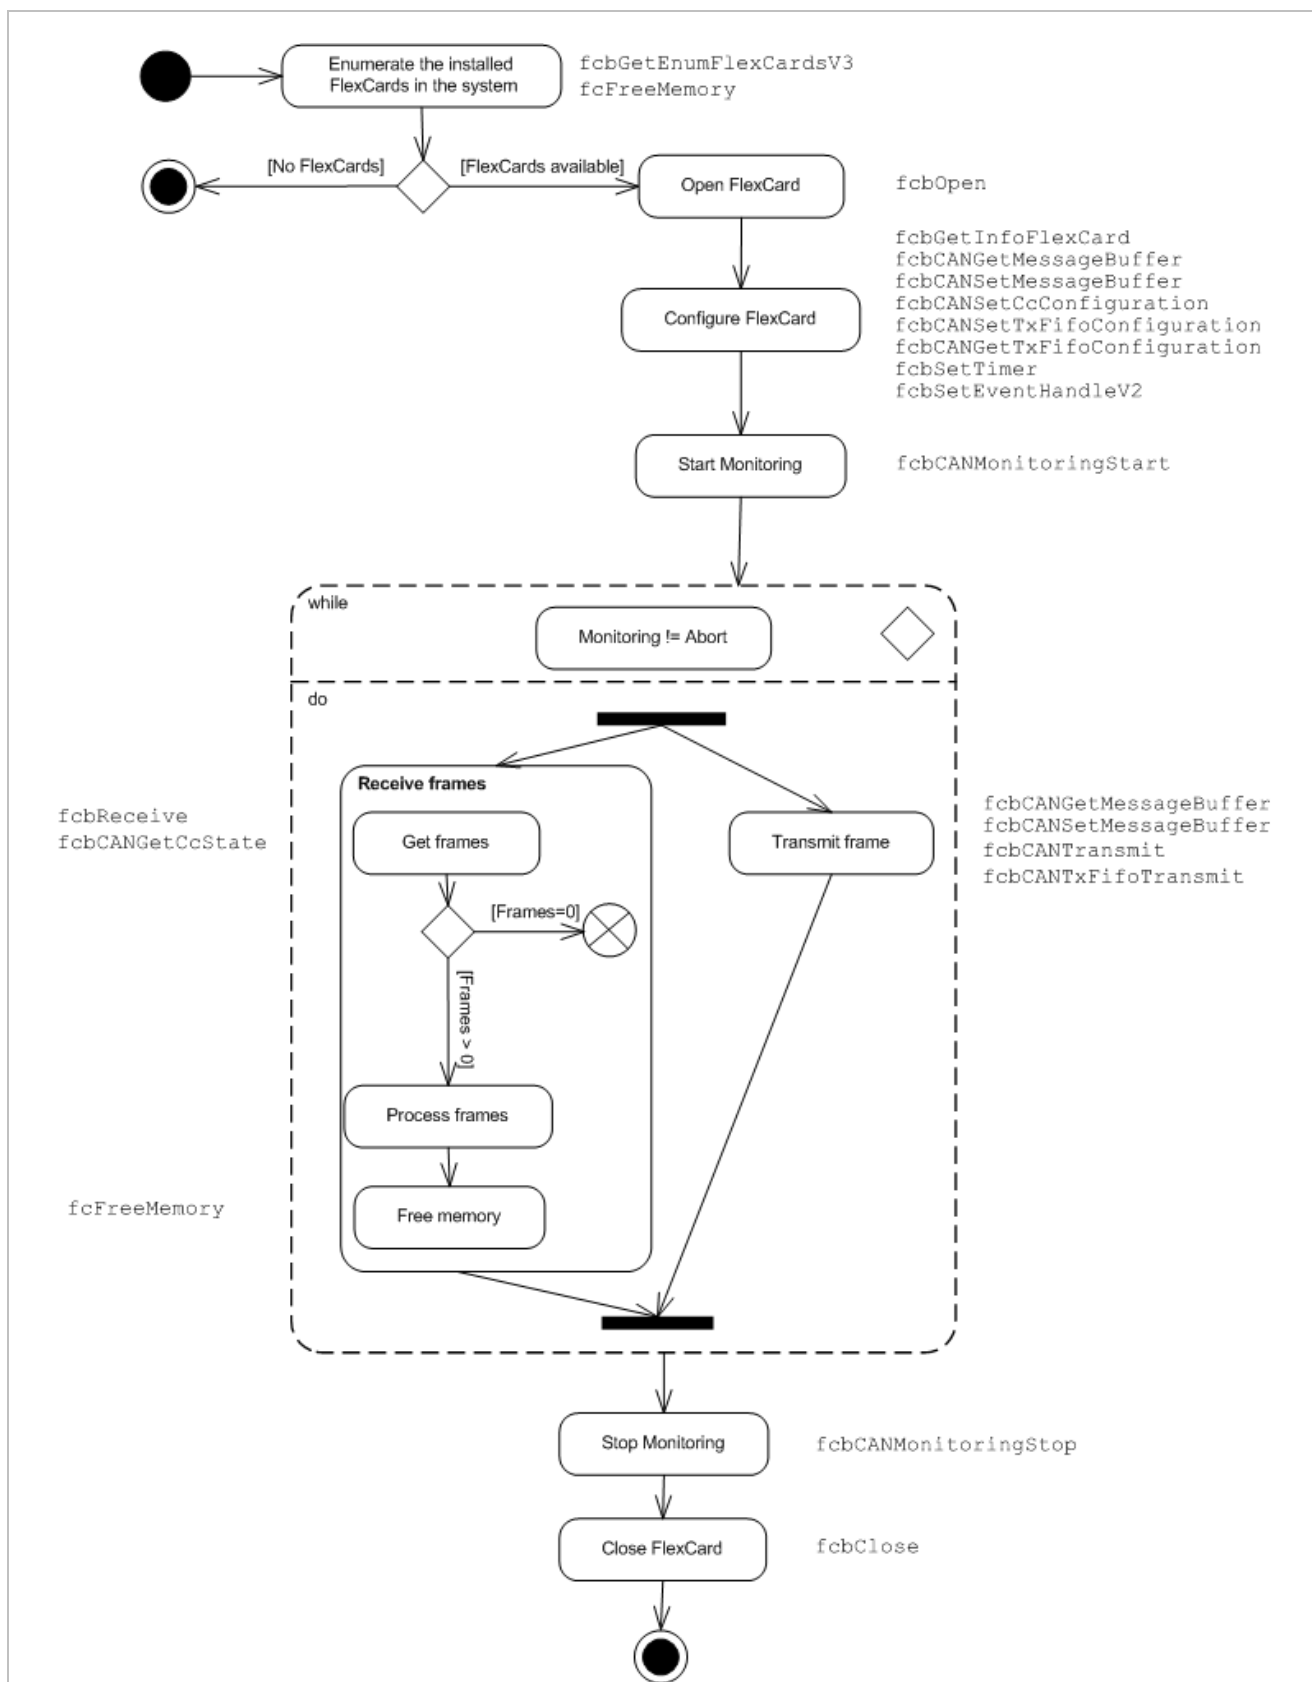 Enumerate the installed
FlexCards in the system
fcbGetEnumFlexCardsV3
fcFreeMemory
[No FlexCards]
[FlexCards available]
Open FlexCard
fcbOpen
Configure FlexCard
fcbGetInfoFlexCard
fcbCANGetMessageBuffer
fcbCANSetMessageBuffer
fcbCANSetCcConfiguration
fcbCANSetTxFifoConfiguration
fcbCANGetTxFifoConfiguration
fcbSetTimer
fcbSetEventHandleV2
Start Monitoring
fcbCANMonitoringStart
while
Monitoring != Abort
do
Receive frames
fcbReceive
fcbCANGetCcState
Get frames
[Frames=0]
[Frames > 0]
Process frames
Free memory
fcFreeMemory
Transmit frame
fcbCANGetMessageBuffer
fcbCANSetMessageBuffer
fcbCANTransmit
fcbCANTxFifoTransmit
Stop Monitoring
fcbCANMonitoringStop
Close FlexCard
fcbClose